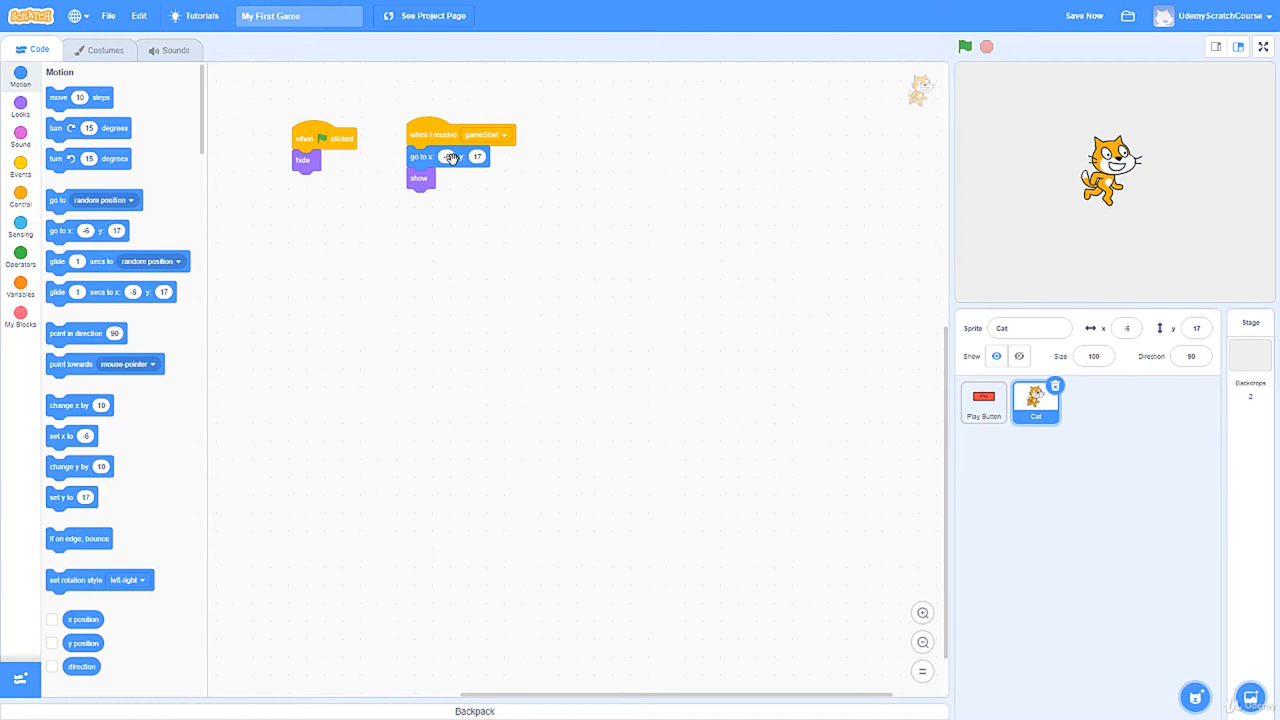 SCRATCH File Edit Tutorials My First Game See Project Page Save Now UdemyScratchCourse
Code Costumes Sounds
Motion
Looks
Sound
Events
Control
Sensing
Operators
Variables
My Blocks
Motion
move 10 steps
turn 15 degrees
turn 15 degrees
go to random position
go to x: -6 y: 17
glide 1 secs to random position
glide 1 secs to x: -6 y: 17
point in direction 90
point towards mouse-pointer
change x by 10
set x to -6
change y by 10
set y to 17
if on edge, bounce
set rotation style left-right
x position
y position
direction
when clicked
hide
when I receive gameStart
go to x: y: 17
show
Sprite Cat x -6 y 17
Show Size 100 Direction 90
Play Button
Cat
Stage
Backdrops
2
Backpack
Udemy